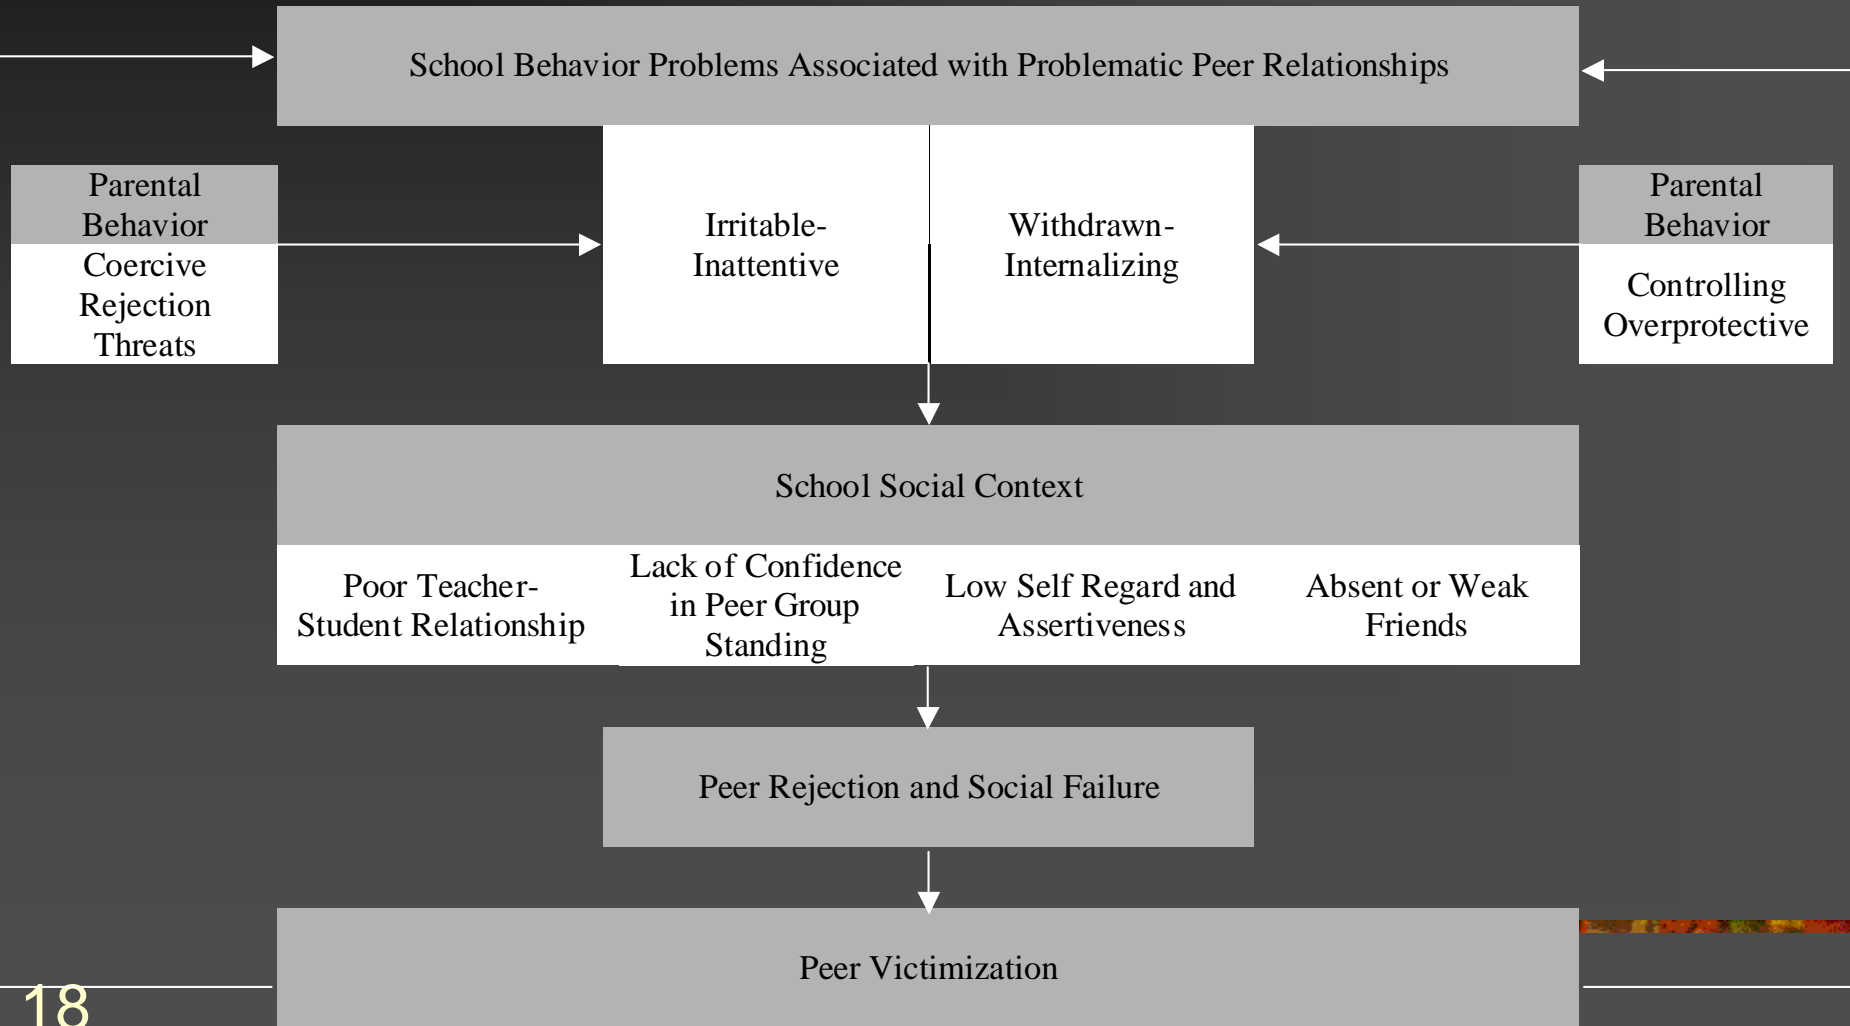 School Behavior Problems Associated with Problematic Peer Relationships
Parental
Behavior
Coercive
Rejection
Threats
Irritable-
Inattentive
Withdrawn-
Internalizing
Parental
Behavior
Controlling
Overprotective
School Social Context
Poor Teacher-
Student Relationship
Lack of Confidence
in Peer Group
Standing
Low Self Regard and
Assertiveness
Absent or Weak
Friends
Peer Rejection and Social Failure
Peer Victimization
18